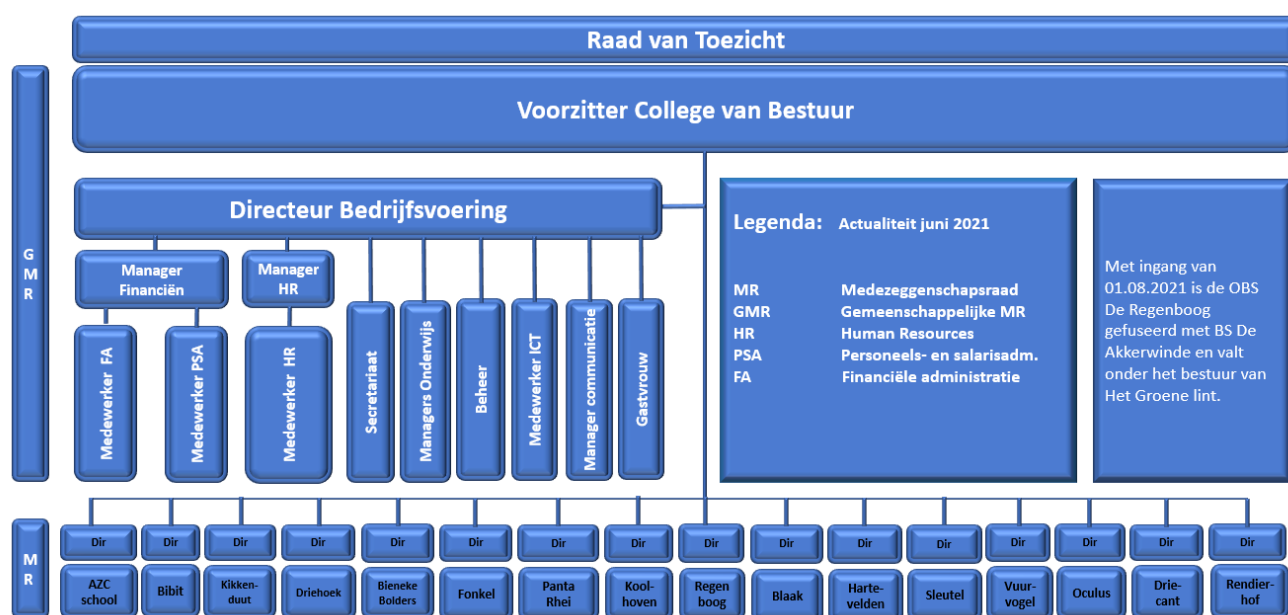 Raad van Toezicht
Voorzitter College van Bestuur
G
M
R
Directeur Bedrijfsvoering
Manager
Financiën
Manager
HR
Medewerker FA
Medewerker PSA
Medewerker HR
Secretariaat
Managers Onderwijs
Beheer
Medewerker ICT
Manager communicatie
Gastvrouw
Legenda: Actualiteit juni 2021
MR Medezeggenschapsraad
GMR Gemeenschappelijke MR
HR Human Resources
PSA Personeels- en salarisadm.
FA Financiële administratie
Met ingang van
01.08.2021 is de OBS
De Regenboog
gefuseerd met BS De
Akkerwinde en valt
onder het bestuur van
Het Groene lint.
M
R
Dir Dir Dir Dir Dir Dir Dir Dir Dir Dir Dir Dir Dir Dir Dir Dir
AZC
school
Bibit
Kikken-
duut
Driehoek
Bieneke
Bolders
Fonkel
Panta
Rhei
Kool-
hoven
Regen
boog
Blaak
Harte-
velden
Sleutel
Vuur-
vogel
Oculus
Drie-
cant
Rendier-
hof